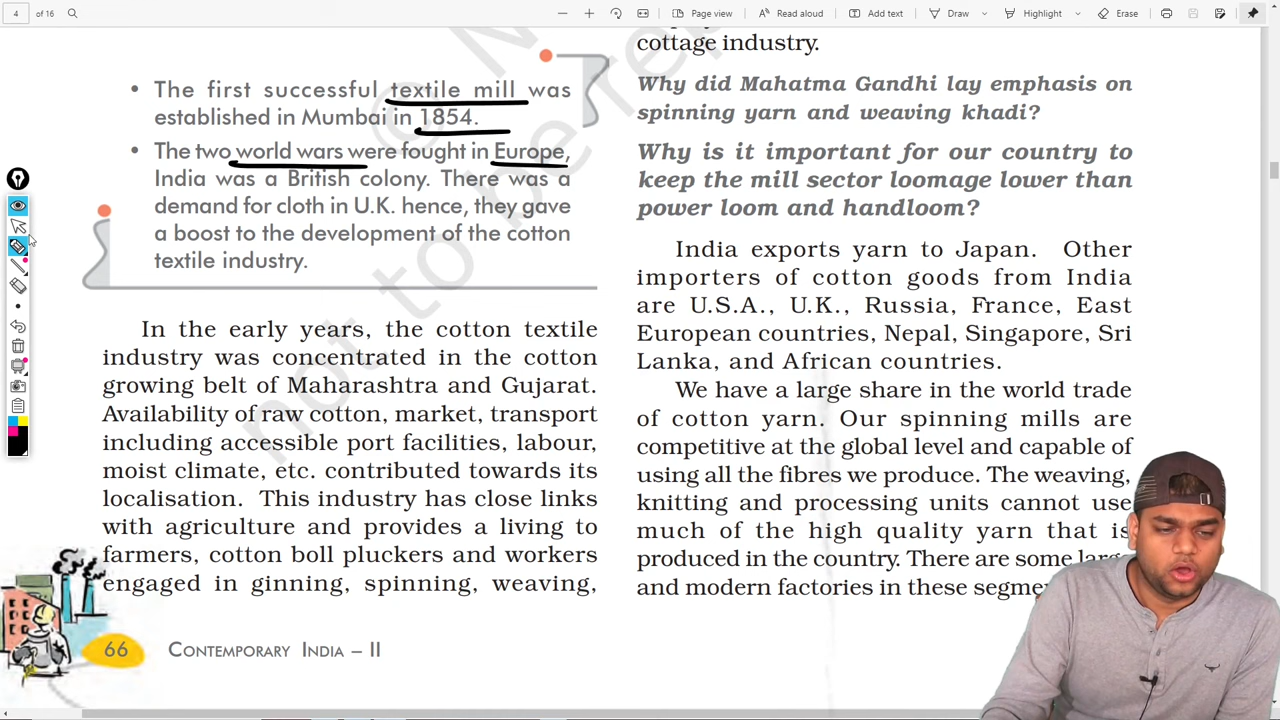 4 of 16
Page view
Read aloud
Add text
Draw
Highlight
Erase
• The first successful textile mill was
established in Mumbai in 1854.
• The two world wars were fought in Europe,
India was a British colony. There was a
demand for cloth in U.K. hence, they gave
a boost to the development of the cotton
textile industry.
In the early years, the cotton textile
industry was concentrated in the cotton
growing belt of Maharashtra and Gujarat.
Availability of raw cotton, market, transport
including accessible port facilities, labour,
moist climate, etc. contributed towards its
localisation. This industry has close links
with agriculture and provides a living to
farmers, cotton boll pluckers and workers
engaged in ginning, spinning, weaving,
66 Contemporary India – II
cottage industry.
Why did Mahatma Gandhi lay emphasis on
spinning yarn and weaving khadi?
Why is it important for our country to
keep the mill sector loomage lower than
power loom and handloom?
India exports yarn to Japan. Other
importers of cotton goods from India
are U.S.A., U.K., Russia, France, East
European countries, Nepal, Singapore, Sri
Lanka, and African countries.
We have a large share in the world trade
of cotton yarn. Our spinning mills are
competitive at the global level and capable of
using all the fibres we produce. The weaving,
knitting and processing units cannot use
much of the high quality yarn that is
produced in the country. There are some
and modern factories in these
not to be re
© N